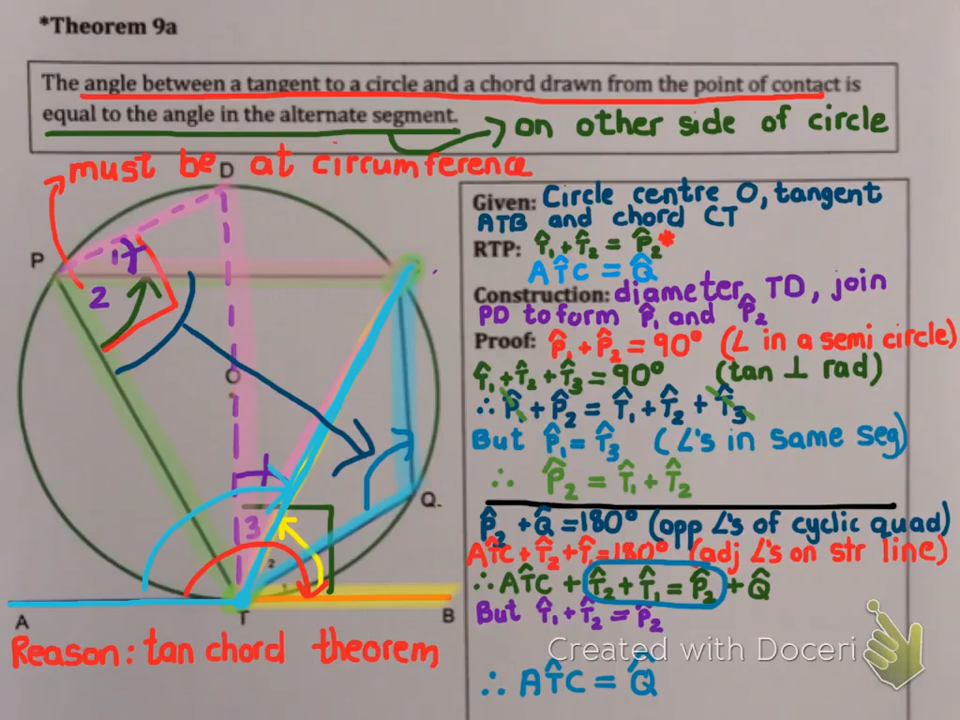 *Theorem 9a
The angle between a tangent to a circle and a chord drawn from the point of contact is
equal to the angle in the alternate segment.
on other side of circle
must be at circumference
D
P
1
2
O
Q.
3
2
1
A
T
B
Reason: tan chord theorem
Given: Circle centre O, tangent
ATB and chord CT
RTP: T̂₁ + T̂₂ = P̂₂*
AT̂C = Q̂
Construction: diameter TD, join
PD to form P̂₁ and P̂₂
Proof: P̂₁ + P̂₂ = 90° (∠ in a semi circle)
T̂₁ + T̂₂ + T̂₃ = 90° (tan ⊥ rad)
∴ P̂₁ + P̂₂ = T̂₁ + T̂₂ + T̂₃
But P̂₁ = T̂₃ (∠'s in same seg)
∴ P̂₂ = T̂₁ + T̂₂
P̂₂ + Q̂ = 180° (opp ∠'s of cyclic quad)
AT̂C + T̂₂ + T̂₁ = 180° (adj ∠'s on str line)
∴ AT̂C + T̂₂ + T̂₁ = P̂₂ + Q̂
But T̂₁ + T̂₂ = P̂₂
Created with Doceri
∴ AT̂C = Q̂